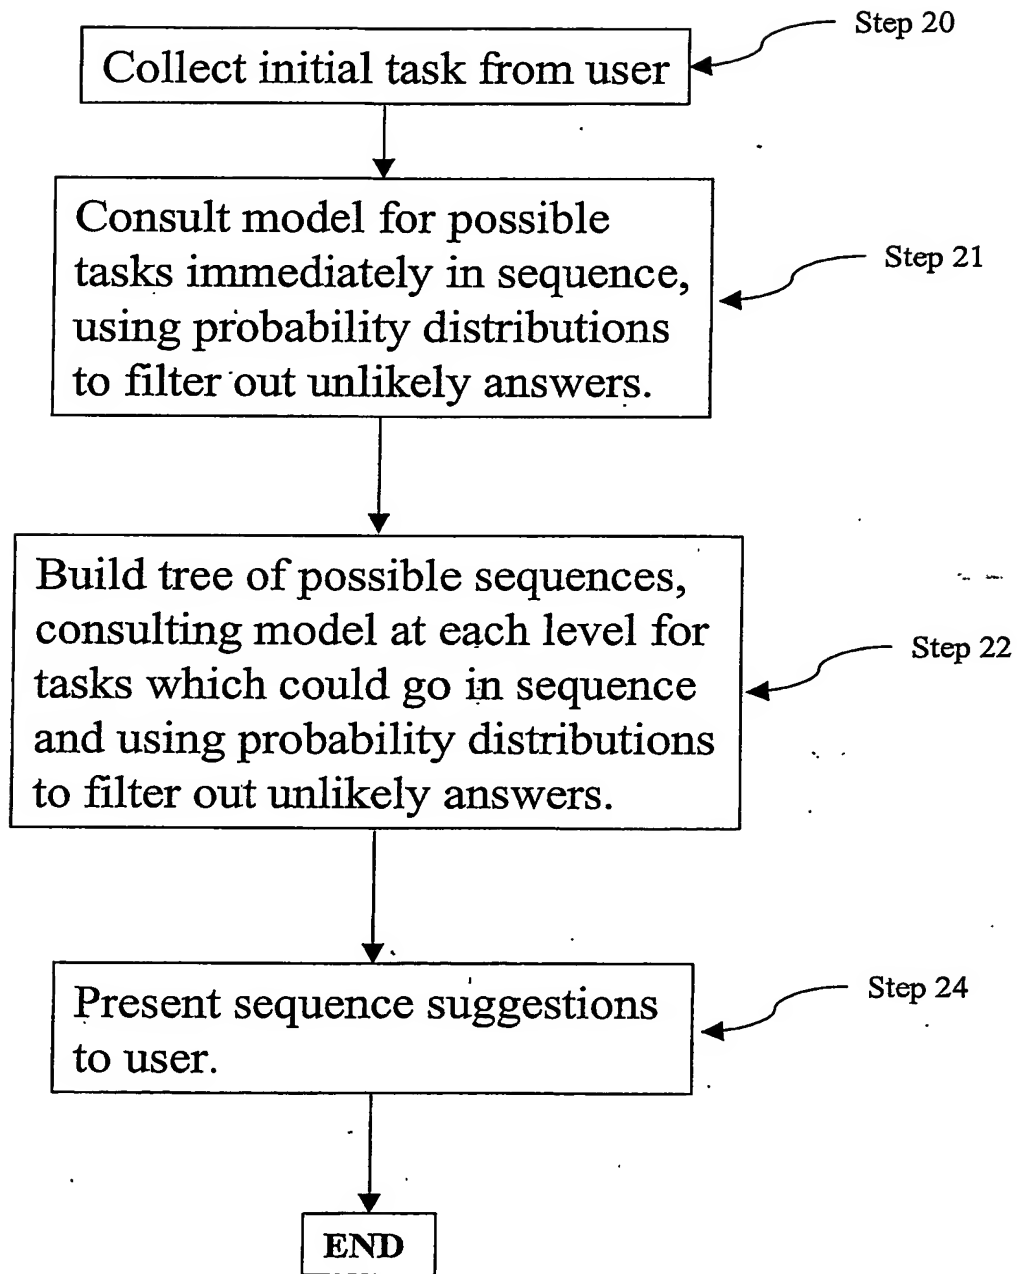 Step 20
Collect initial task from user
Consult model for possible
tasks immediately in sequence,
using probability distributions
to filter out unlikely answers.
Step 21
Build tree of possible sequences,
consulting model at each level for
tasks which could go in sequence
and using probability distributions
to filter out unlikely answers.
Step 22
Present sequence suggestions
to user.
Step 24
END